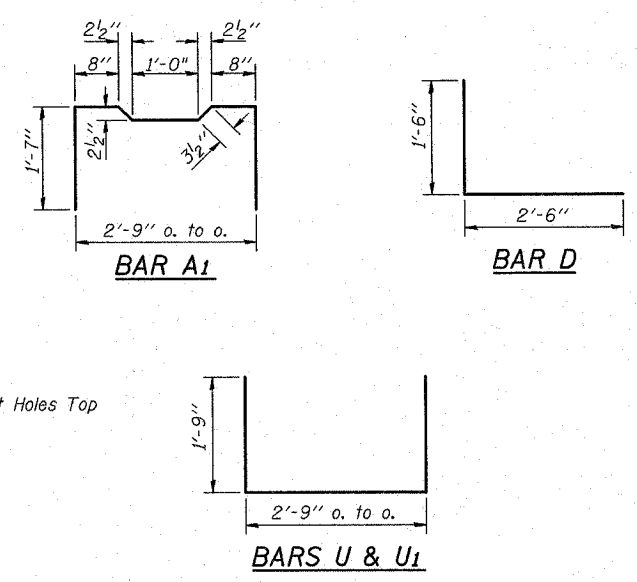 2½" 2½"
8" 1'-0" 8"
1'-7"
2½"
3½"
2'-9" o. to o.
BAR A1
1'-6"
2'-6"
BAR D
t Holes Top
1'-9"
2'-9" o. to o.
BARS U & U1